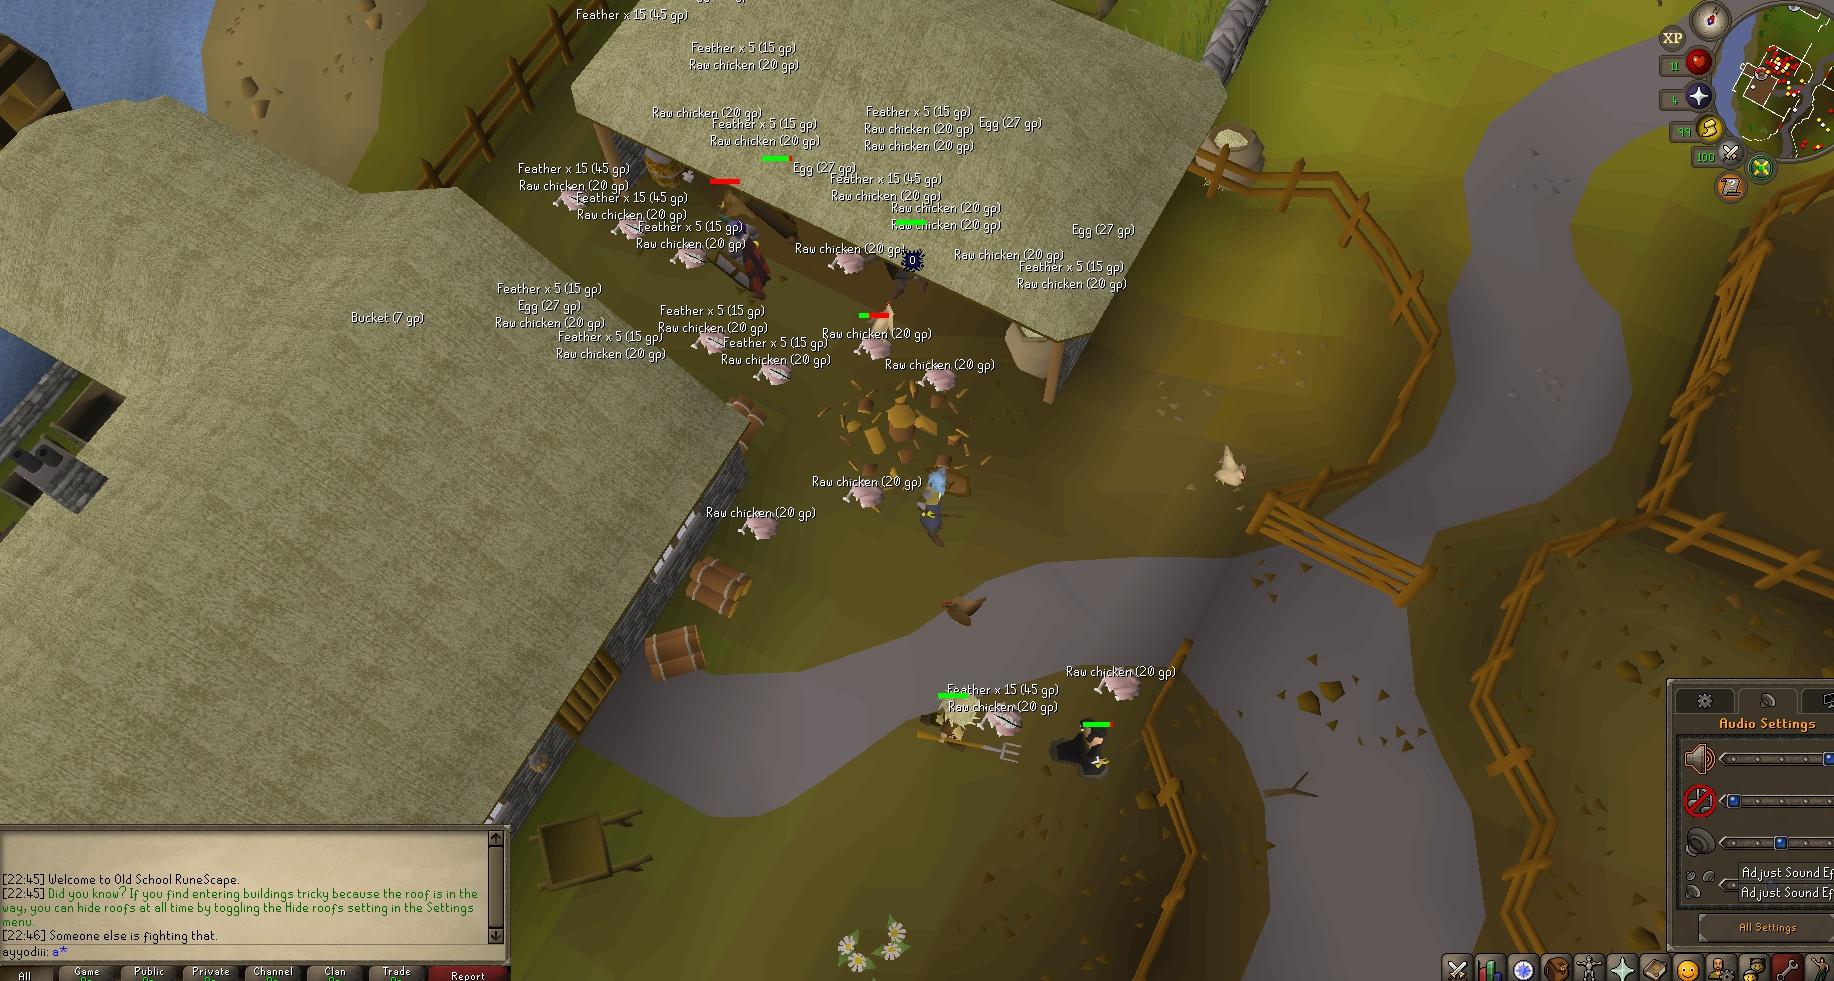 Feather x 15 (45 gp)
Feather x 5 (15 gp)
Raw chicken (20 gp)
Raw chicken (20 gp)
Feather x 5 (15 gp)
Raw chicken (20 gp)
Feather x 5 (15 gp)
Raw chicken (20 gp)
Raw chicken (20 gp)
Egg (27 gp)
Egg (27 gp)
Feather x 15 (45 gp)
Raw chicken (20 gp)
Feather x 15 (45 gp)
Raw chicken (20 gp)
Feather x 15 (45 gp)
Raw chicken (20 gp)
Raw chicken (20 gp)
Raw chicken (20 gp)
Feather x 5 (15 gp)
Raw chicken (20 gp)
Egg (27 gp)
Raw chicken (20 gp)
0
Raw chicken (20 gp)
Feather x 5 (15 gp)
Raw chicken (20 gp)
Feather x 5 (15 gp)
Egg (27 gp)
Raw chicken (20 gp)
Bucket (7 gp)
Feather x 5 (15 gp)
Raw chicken (20 gp)
Feather x 5 (15 gp)
Raw chicken (20 gp)
Feather x 5 (15 gp)
Raw chicken (20 gp)
Raw chicken (20 gp)
Raw chicken (20 gp)
Raw chicken (20 gp)
Raw chicken (20 gp)
Raw chicken (20 gp)
Feather x 15 (45 gp)
Raw chicken (20 gp)
XP
11
4
99
100
Audio Settings
Adjust Sound Ef
Adjust Sound Ef
All Settings
[22:45] Welcome to Old School RuneScape.
[22:45] Did you know? If you find entering buildings tricky because the roof is in the
way, you can hide roofs at all time by toggling the Hide roofs setting in the Settings
menu.
[22:46] Someone else is fighting that.
ayyodiii: a*
All Game Public Private Channel Clan Trade Report